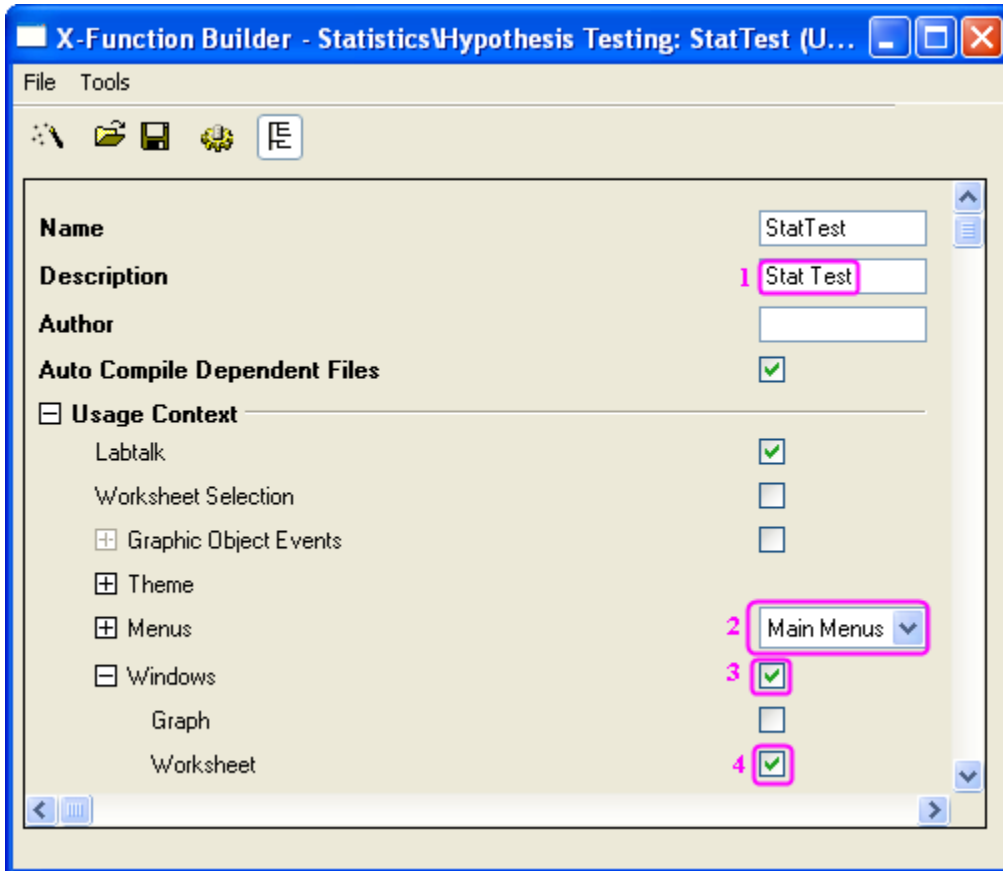 X-Function Builder - Statistics\Hypothesis Testing: StatTest (U...
File Tools
Name StatTest
Description 1 Stat Test
Author
Auto Compile Dependent Files
Usage Context
Labtalk
Worksheet Selection
Graphic Object Events
Theme
Menus 2 Main Menus
Windows 3
Graph
Worksheet 4